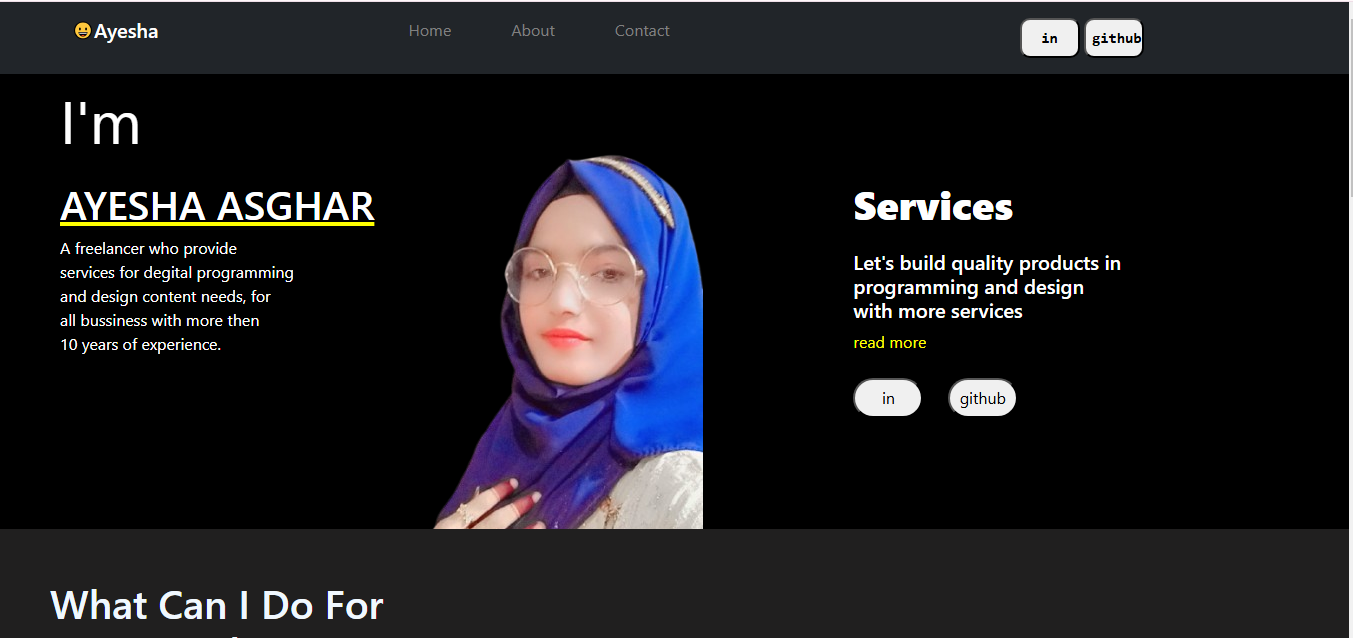 😀Ayesha
Home
About
Contact
in
github
I'm
AYESHA ASGHAR
A freelancer who provide
services for degital programming
and design content needs, for
all bussiness with more then
10 years of experience.
Services
Let's build quality products in
programming and design
with more services
read more
in
github
What Can I Do For